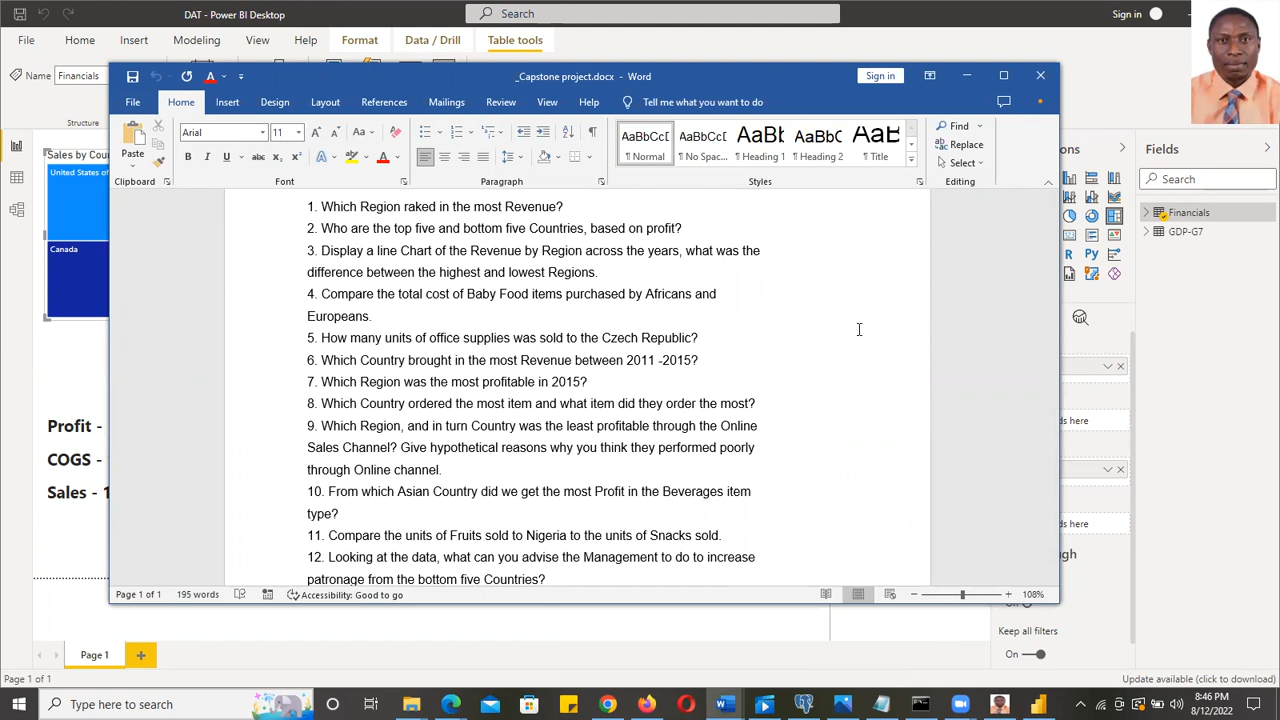 DAT - Power BI Desktop
Search
Sign in
File
Home
Insert
Modeling
View
Help
Format
Data / Drill
Table tools
Name
Financials
Structure
_Capstone project.docx - Word
Sign in
File
Home
Insert
Design
Layout
References
Mailings
Review
View
Help
Tell me what you want to do
Paste
Clipboard
Arial
11
Font
Paragraph
AaBbCcI
¶ Normal
AaBbCcI
¶ No Spac...
AaBb
¶ Heading 1
AaBbC
¶ Heading 2
AaB
¶ Title
Styles
Find
Replace
Select
Editing
1. Which Region raked in the most Revenue?
2. Who are the top five and bottom five Countries, based on profit?
3. Display a line Chart of the Revenue by Region across the years, what was the
difference between the highest and lowest Regions.
4. Compare the total cost of Baby Food items purchased by Africans and
Europeans.
5. How many units of office supplies was sold to the Czech Republic?
6. Which Country brought in the most Revenue between 2011 -2015?
7. Which Region was the most profitable in 2015?
8. Which Country ordered the most item and what item did they order the most?
9. Which Region, and in turn Country was the least profitable through the Online
Sales Channel? Give hypothetical reasons why you think they performed poorly
through Online channel.
10. From which Asian Country did we get the most Profit in the Beverages item
type?
11. Compare the units of Fruits sold to Nigeria to the units of Snacks sold.
12. Looking at the data, what can you advise the Management to do to increase
patronage from the bottom five Countries?
Page 1 of 1
195 words
Accessibility: Good to go
108%
Sales by Coun
United States of
Canada
Profit -
COGS -
Sales - 1
ons
Fields
Search
Financials
GDP-G7
ds here
ds here
ugh
Keep all filters
On
Page 1
Page 1 of 1
Update available (click to download)
Type here to search
8:46 PM
8/12/2022